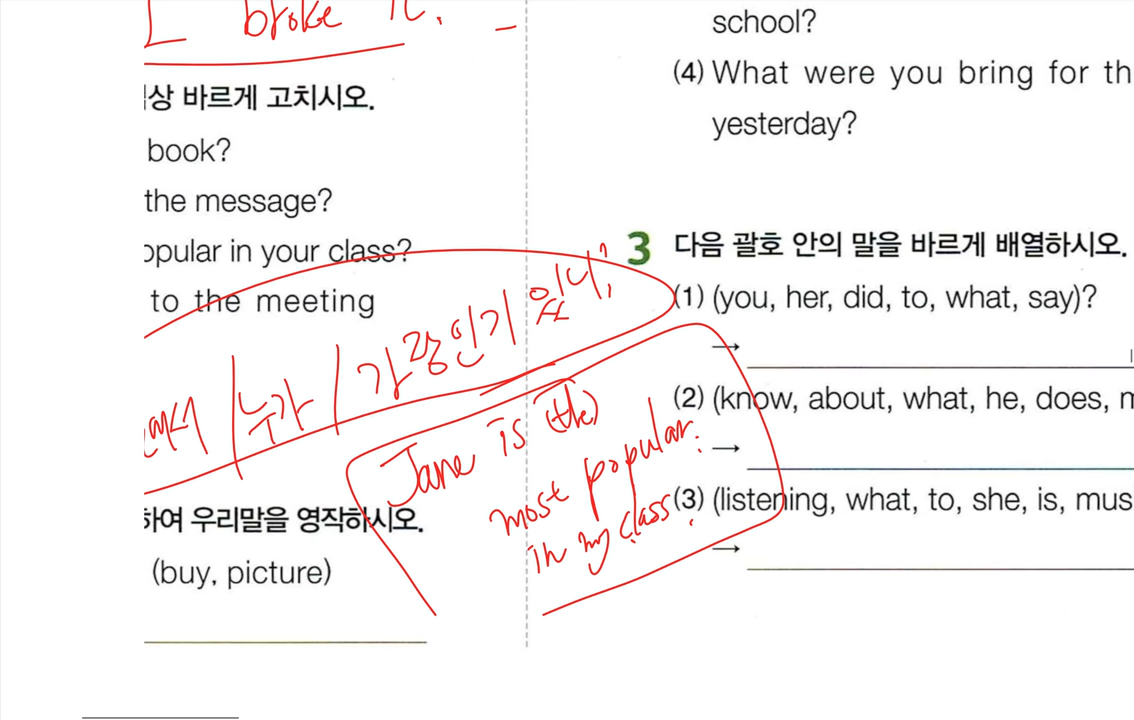 I broke it.
상 바르게 고치시오.
book?
the message?
opular in your class?
to the meeting
누가 / 가장 인기 있니?
Jane is (the)
most popular.
in my class.
하여 우리말을 영작하시오.
(buy, picture)
school?
(4) What were you bring for th
yesterday?
3 다음 괄호 안의 말을 바르게 배열하시오.
(1) (you, her, did, to, what, say)?
→
(2) (know, about, what, he, does, m
→
(3) (listening, what, to, she, is, mus
→